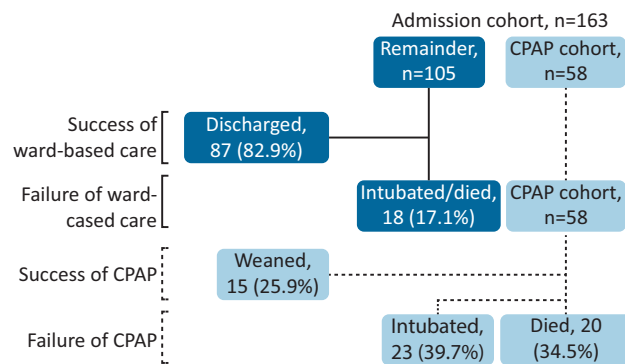 Admission cohort, n=163
Remainder,
n=105
CPAP cohort
n=58
Success of
ward-based care
Discharged,
87 (82.9%)
Failure of ward-
cased care
Intubated/died,
18 (17.1%)
CPAP cohort,
n=58
Success of CPAP
Weaned,
15 (25.9%)
Failure of CPAP
Intubated,
23 (39.7%)
Died, 20
(34.5%)